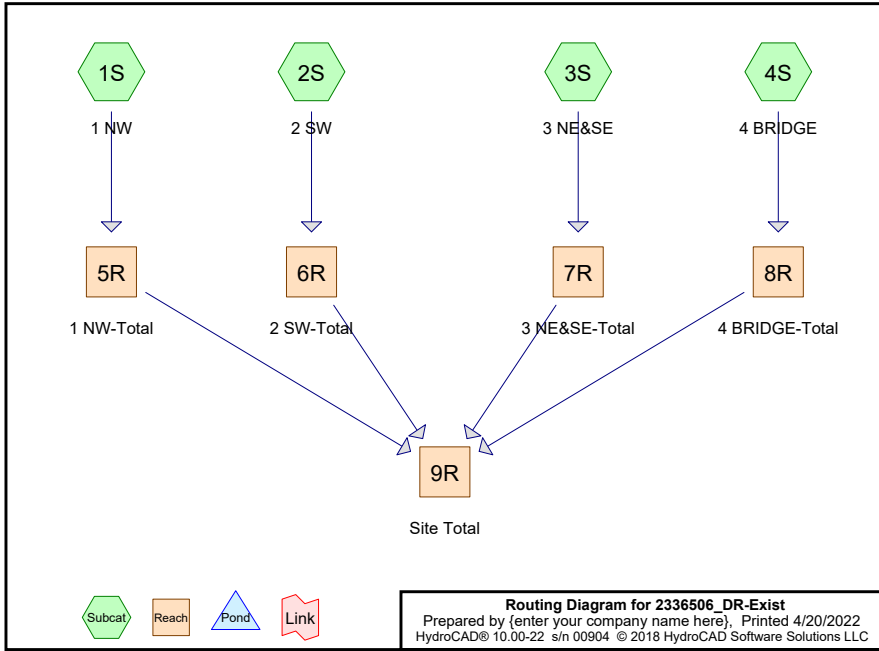 1S
2S
3S
4S
1 NW
2 SW
3 NE&SE
4 BRIDGE
5R
6R
7R
8R
1 NW-Total
2 SW-Total
3 NE&SE-Total
4 BRIDGE-Total
9R
Site Total
Subcat
Reach
Pond
Link
Routing Diagram for 2336506_DR-Exist
Prepared by {enter your company name here}, Printed 4/20/2022
HydroCAD® 10.00-22 s/n 00904 © 2018 HydroCAD Software Solutions LLC